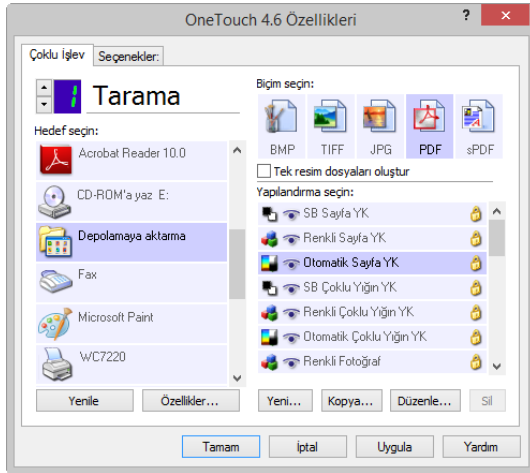 OneTouch 4.6 Özellikleri
?
Çoklu İşlev
Seçenekler:
1
Tarama
Hedef seçin:
Acrobat Reader 10.0
CD-ROM'a yaz E:
Depolamaya aktarma
Fax
Microsoft Paint
WC7220
Yenile
Özellikler...
Biçim seçin:
BMP
TIFF
JPG
PDF
sPDF
Tek resim dosyaları oluştur
Yapılandırma seçin:
SB Sayfa YK
Renkli Sayfa YK
Otomatik Sayfa YK
SB Çoklu Yığın YK
Renkli Çoklu Yığın YK
Otomatik Çoklu Yığın YK
Renkli Fotoğraf
Yeni...
Kopya...
Düzenle...
Sil
Tamam
İptal
Uygula
Yardım